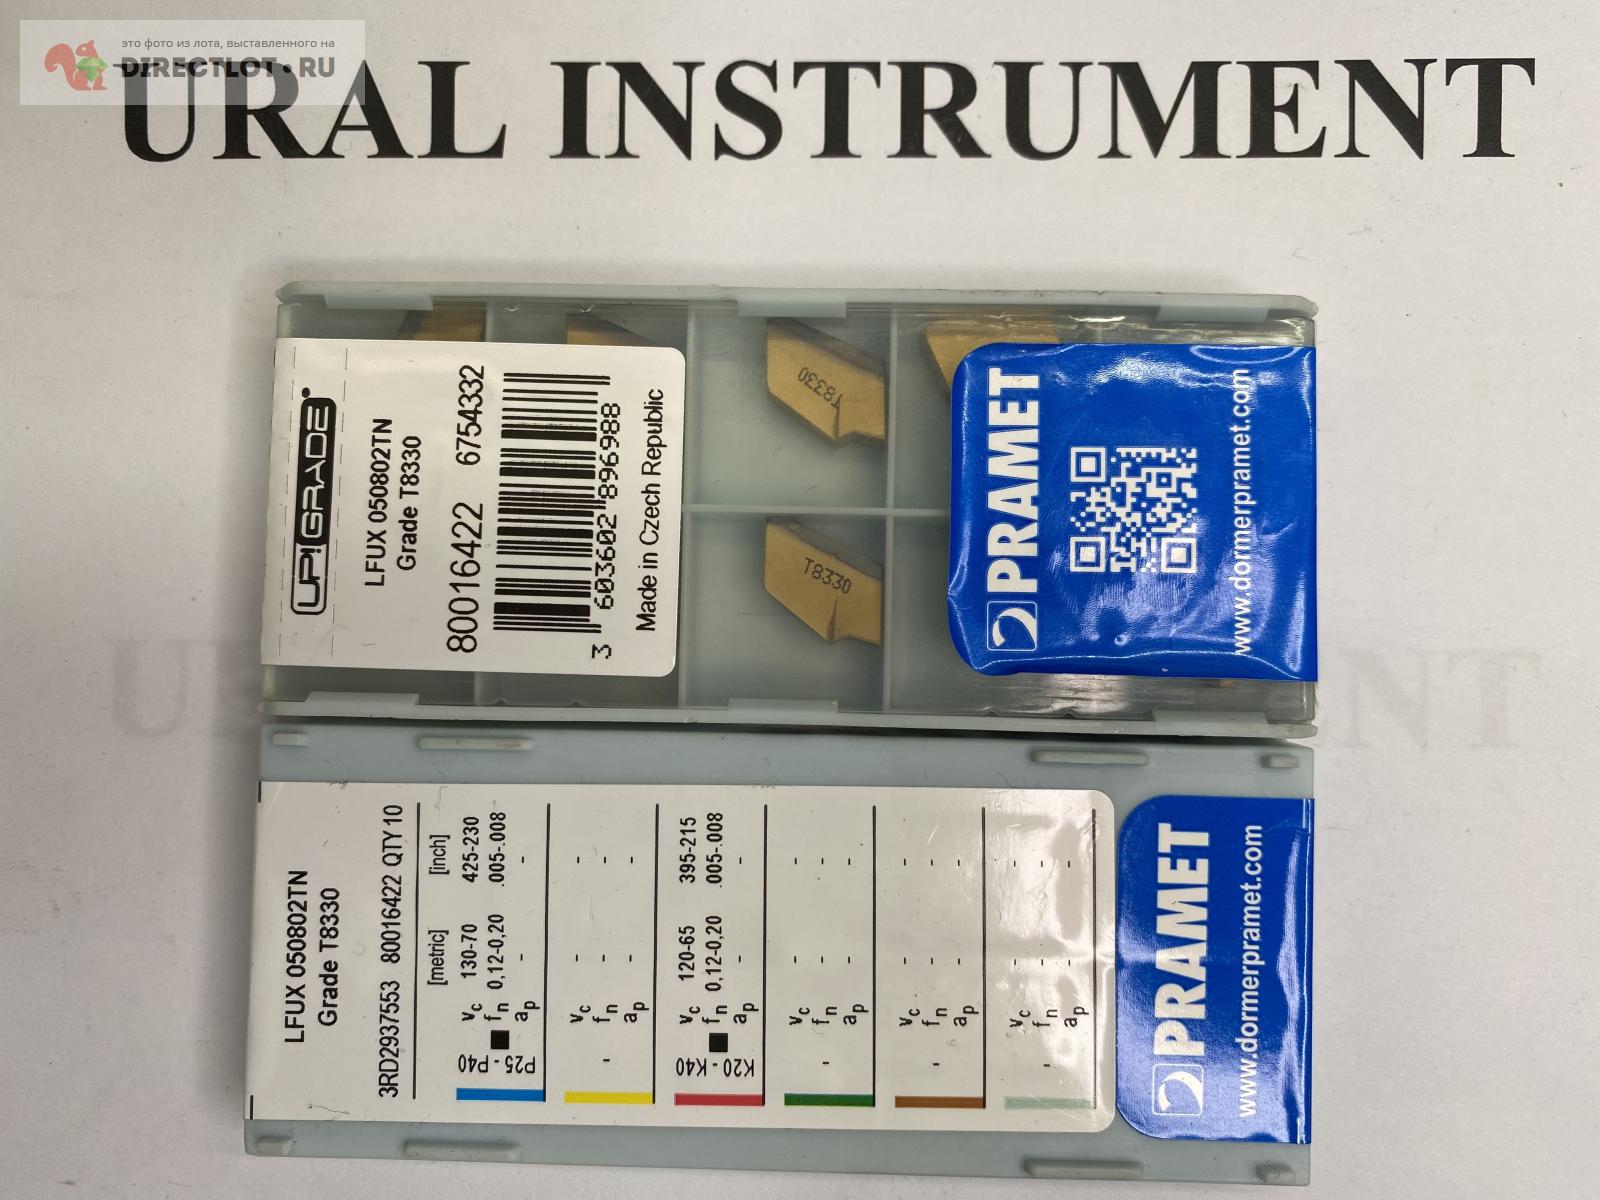 это фото из лота, выставленного на
DIRECTLOT.RU
URAL INSTRUMENT
UP!GRADE®
LFUX 050802TN
Grade T8330
80016422 6754332
3 603602 896988
Made in Czech Republic
T8330
T8330
PRAMET
www.dormerpramet.com
LFUX 050802TN
Grade T8330
3RD2937553 80016422 QTY 10
[metric] [inch]
P25 - P40
vc 130-70 425-230
fn 0,12-0,20 .005-.008
ap - -
-
vc - -
fn - -
ap - -
K20 - K40
vc 120-65 395-215
fn 0,12-0,20 .005-.008
ap - -
-
vc - -
fn - -
ap - -
-
vc - -
fn - -
ap - -
-
vc - -
fn - -
ap - -
PRAMET
www.dormerpramet.com